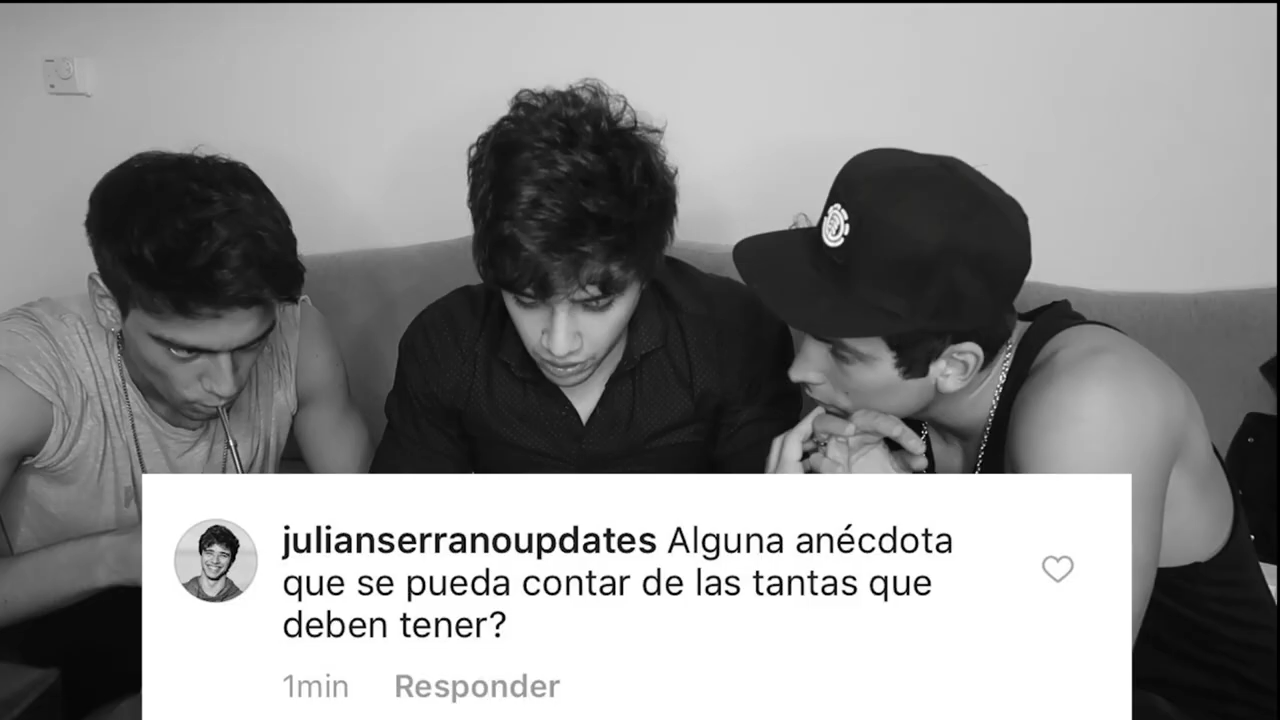 julianserranoupdates Alguna anécdota
que se pueda contar de las tantas que
deben tener?
1min Responder